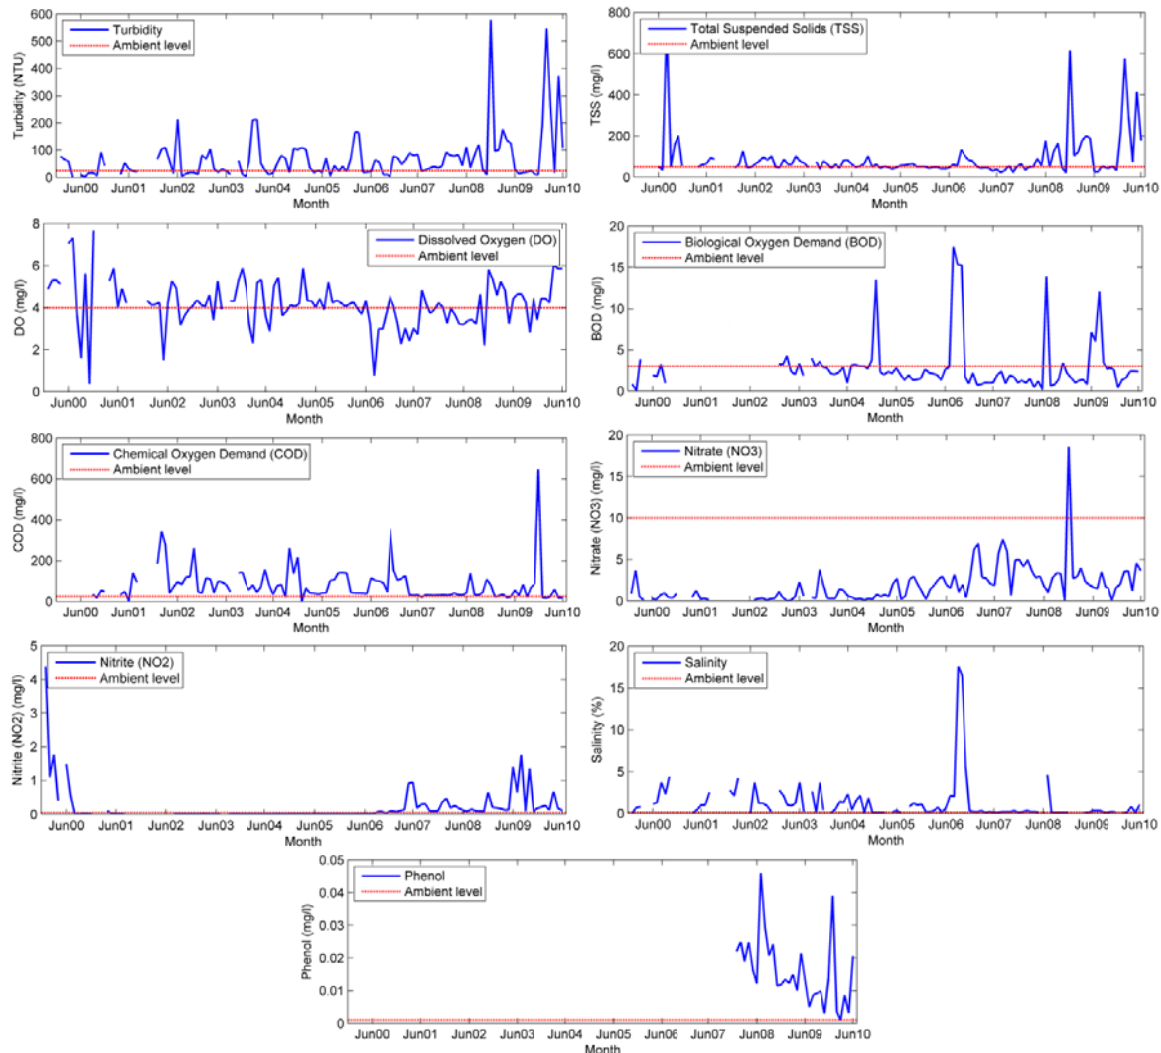 Turbidity
Ambient level
600
500
400
300
200
100
0
Turbidity (NTU)
Jun00 Jun01 Jun02 Jun03 Jun04 Jun05 Jun06 Jun07 Jun08 Jun09 Jun10
Month
Total Suspended Solids (TSS)
Ambient level
800
600
400
200
0
TSS (mg/l)
Jun00 Jun01 Jun02 Jun03 Jun04 Jun05 Jun06 Jun07 Jun08 Jun09 Jun10
Month
Dissolved Oxygen (DO)
Ambient level
8
6
4
2
0
DO (mg/l)
Jun00 Jun01 Jun02 Jun03 Jun04 Jun05 Jun06 Jun07 Jun08 Jun09 Jun10
Month
Biological Oxygen Demand (BOD)
Ambient level
20
15
10
5
0
BOD (mg/l)
Jun00 Jun01 Jun02 Jun03 Jun04 Jun05 Jun06 Jun07 Jun08 Jun09 Jun10
Month
Chemical Oxygen Demand (COD)
Ambient level
800
600
400
200
0
COD (mg/l)
Jun00 Jun01 Jun02 Jun03 Jun04 Jun05 Jun06 Jun07 Jun08 Jun09 Jun10
Month
Nitrate (NO3)
Ambient level
20
15
10
5
0
Nitrate (NO3) (mg/l)
Jun00 Jun01 Jun02 Jun03 Jun04 Jun05 Jun06 Jun07 Jun08 Jun09 Jun10
Month
Nitrite (NO2)
Ambient level
5
4
3
2
1
0
Nitrite (NO2) (mg/l)
Jun00 Jun01 Jun02 Jun03 Jun04 Jun05 Jun06 Jun07 Jun08 Jun09 Jun10
Month
Salinity
Ambient level
20
15
10
5
0
Salinity (%)
Jun00 Jun01 Jun02 Jun03 Jun04 Jun05 Jun06 Jun07 Jun08 Jun09 Jun10
Month
Phenol
Ambient level
0.05
0.04
0.03
0.02
0.01
0
Phenol (mg/l)
Jun00 Jun01 Jun02 Jun03 Jun04 Jun05 Jun06 Jun07 Jun08 Jun09 Jun10
Month